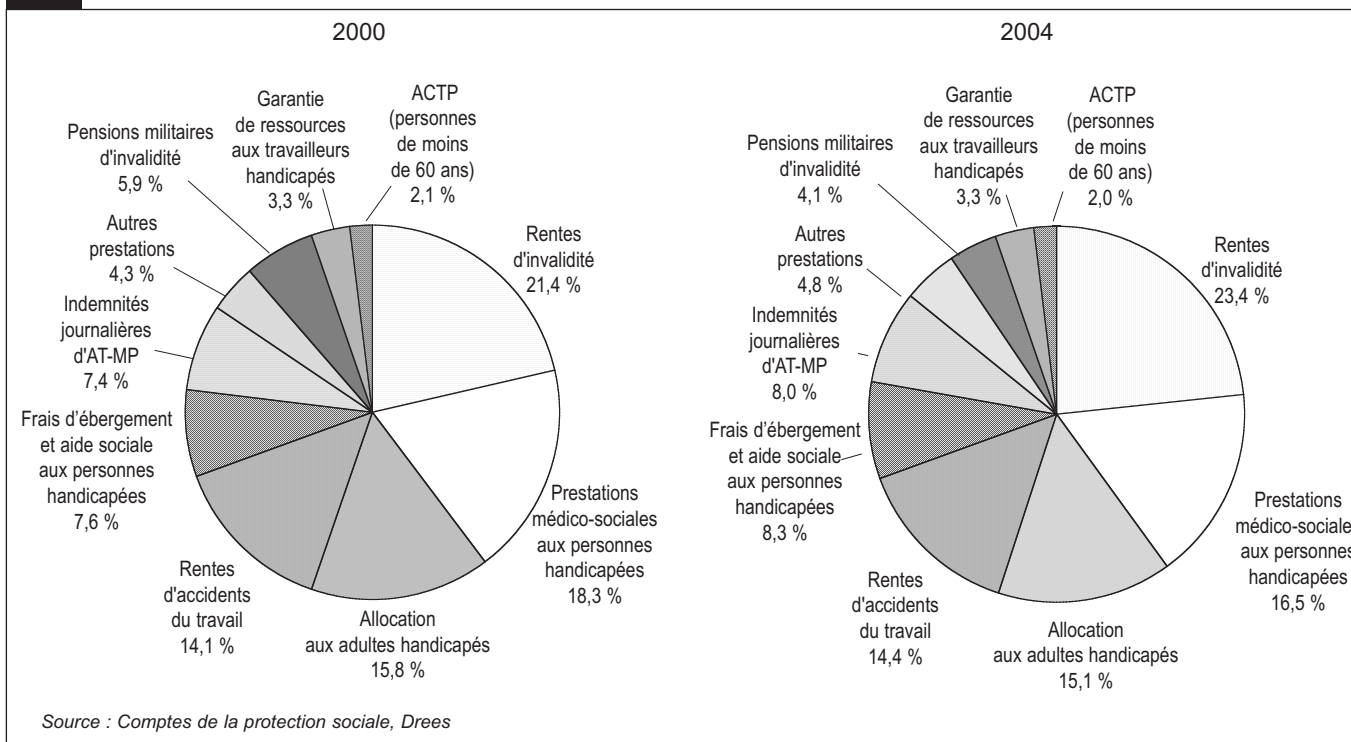 2000
ACTP
(personnes
de moins
de 60 ans)
2,1 %
Garantie
de ressources
aux travailleurs
handicapés
3,3 %
Pensions militaires
d'invalidité
5,9 %
Autres
prestations
4,3 %
Indemnités
journalières
d'AT-MP
7,4 %
Frais d’ébergement
et aide sociale
aux personnes
handicapées
7,6 %
Rentes
d'accidents
du travail
14,1 %
Allocation
aux adultes handicapés
15,8 %
Prestations
médico-sociales
aux personnes
handicapées
18,3 %
Rentes
d'invalidité
21,4 %
2004
ACTP
(personnes
de moins
de 60 ans)
2,0 %
Garantie
de ressources
aux travailleurs
handicapés
3,3 %
Pensions militaires
d'invalidité
4,1 %
Autres
prestations
4,8 %
Indemnités
journalières
d'AT-MP
8,0 %
Frais d’ébergement
et aide sociale
aux personnes
handicapées
8,3 %
Rentes
d'accidents
du travail
14,4 %
Allocation
aux adultes handicapés
15,1 %
Prestations
médico-sociales
aux personnes
handicapées
16,5 %
Rentes
d'invalidité
23,4 %
Source : Comptes de la protection sociale, Drees